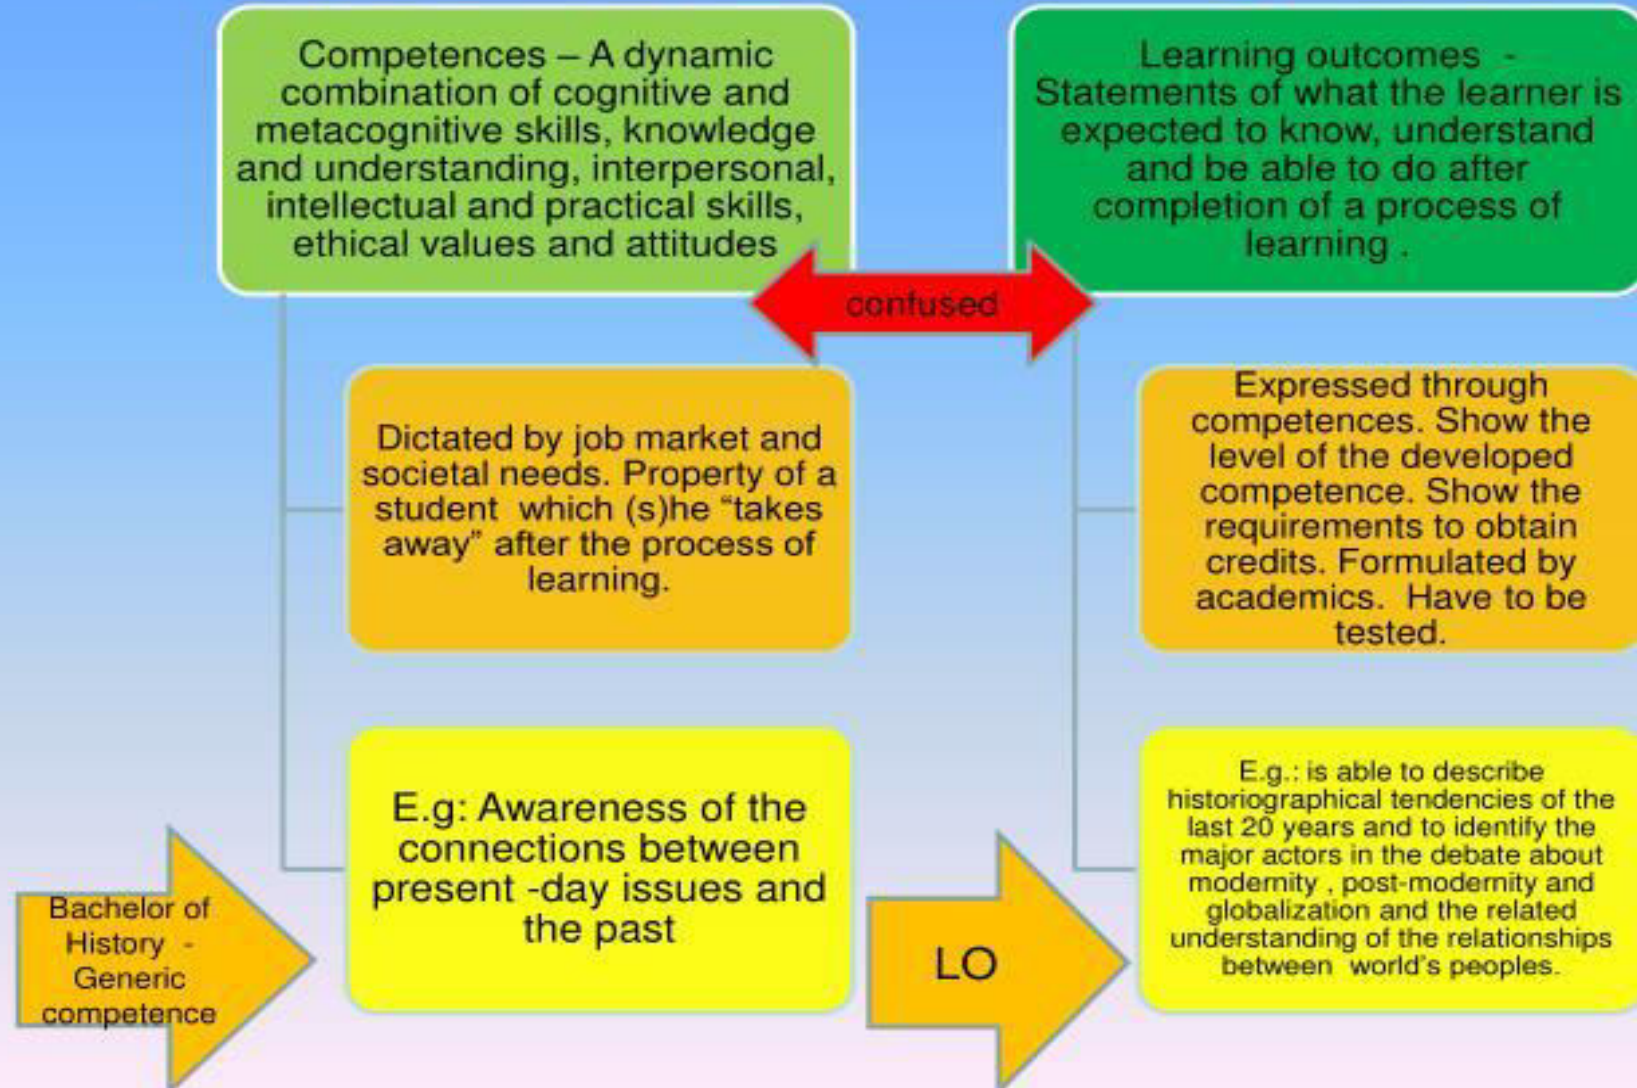 Competences – A dynamic
combination of cognitive and
metacognitive skills, knowledge
and understanding, interpersonal,
intellectual and practical skills,
ethical values and attitudes
Learning outcomes -
Statements of what the learner is
expected to know, understand
and be able to do after
completion of a process of
learning .
confused
Dictated by job market and
societal needs. Property of a
student which (s)he “takes
away” after the process of
learning.
Expressed through
competences. Show the
level of the developed
competence. Show the
requirements to obtain
credits. Formulated by
academics. Have to be
tested.
Bachelor of
History -
Generic
competence
E.g: Awareness of the
connections between
present -day issues and
the past
LO
E.g.: is able to describe
historiographical tendencies of the
last 20 years and to identify the
major actors in the debate about
modernity , post-modernity and
globalization and the related
understanding of the relationships
between world's peoples.